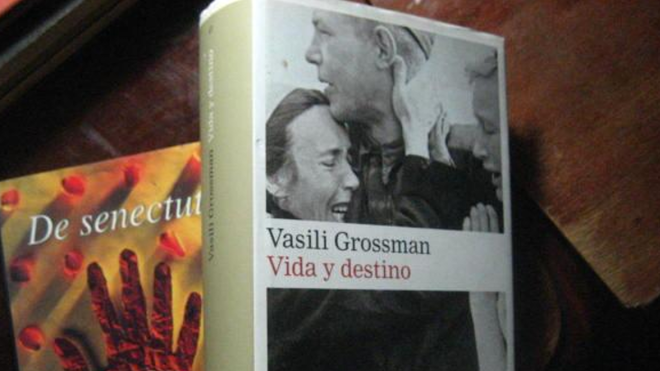 De senectut
Vasili Grossman Vida y destino
Vasili Grossman
Vida y destino